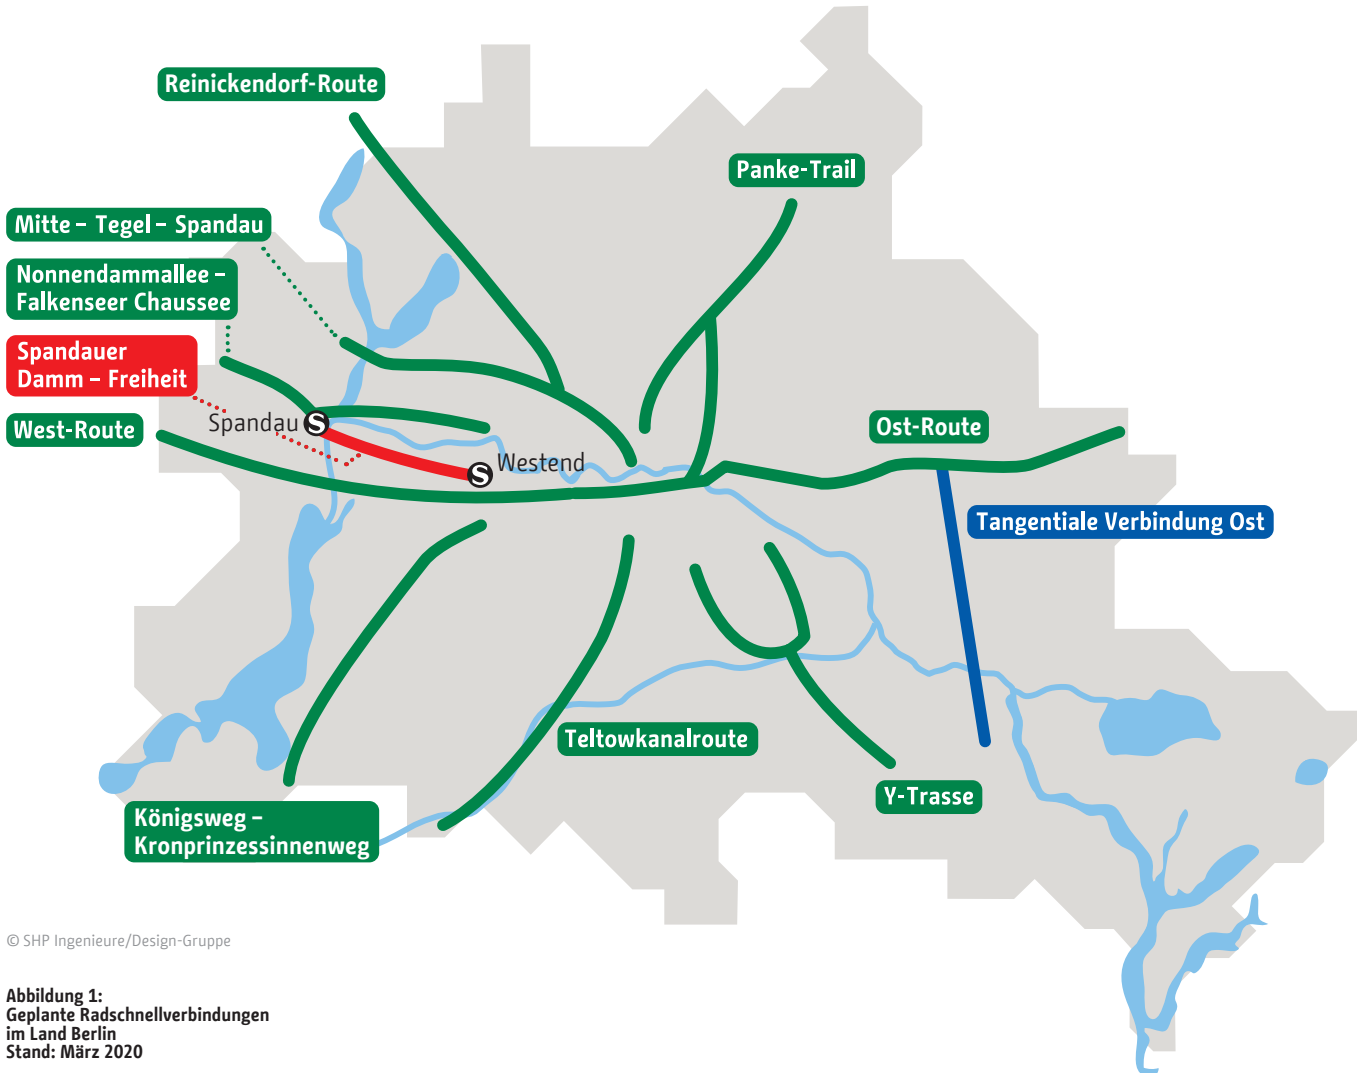 Reinickendorf-Route
Panke-Trail
Mitte – Tegel – Spandau
Nonnendammallee –
Falkenseer Chaussee
Spandauer
Damm – Freiheit
Spandau
S
West-Route
Ost-Route
S
Westend
Tangentiale Verbindung Ost
Teltowkanalroute
Y-Trasse
Königsweg –
Kronprinzessinnenweg
© SHP Ingenieure/Design-Gruppe
Abbildung 1:
Geplante Radschnellverbindungen
im Land Berlin
Stand: März 2020